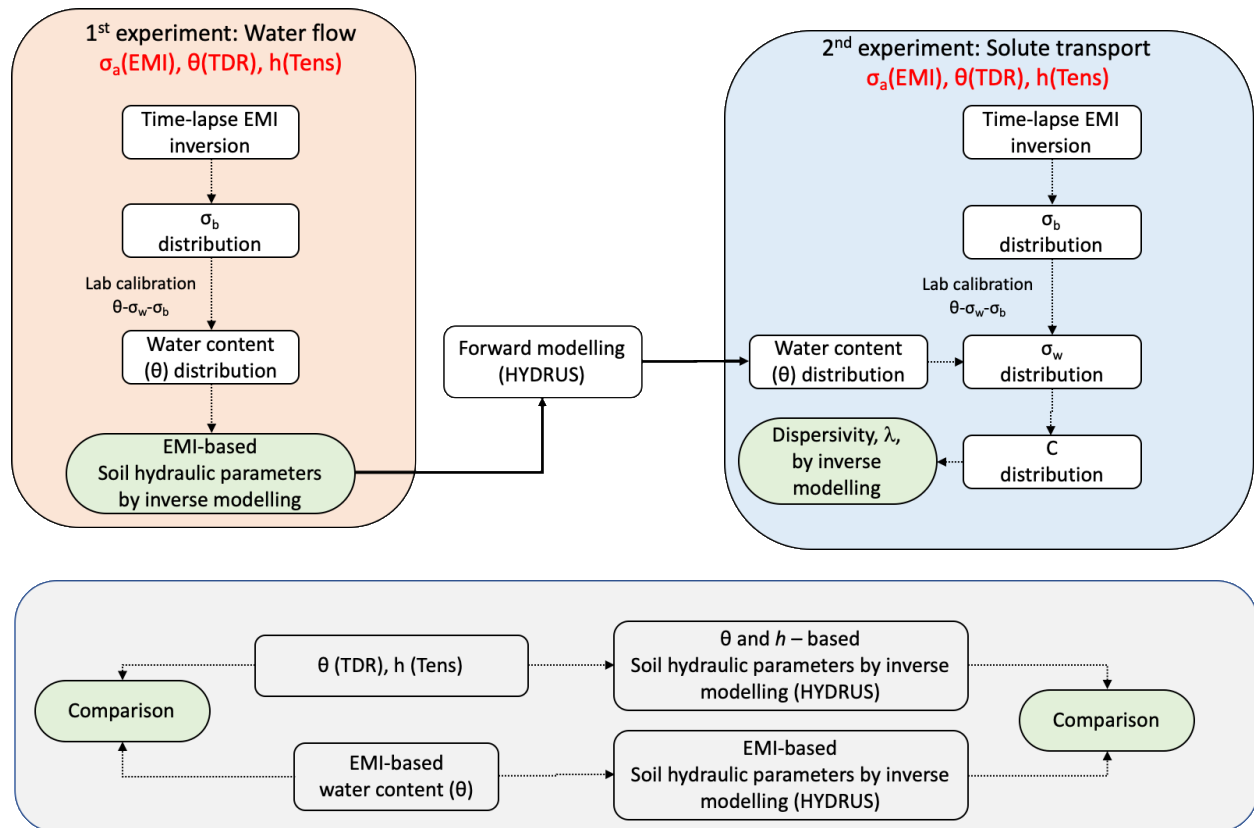 1st experiment: Water flow
σa(EMI), θ(TDR), h(Tens)
Time-lapse EMI
inversion
σb
distribution
Lab calibration
θ-σw-σb
Water content
(θ) distribution
EMI-based
Soil hydraulic parameters
by inverse modelling
Forward modelling
(HYDRUS)
2nd experiment: Solute transport
σa(EMI), θ(TDR), h(Tens)
Time-lapse EMI
inversion
σb
distribution
Lab calibration
θ-σw-σb
Water content
(θ) distribution
σw
distribution
C
distribution
Dispersivity, λ,
by inverse
modelling
θ (TDR), h (Tens)
θ and h – based
Soil hydraulic parameters by inverse
modelling (HYDRUS)
Comparison
Comparison
EMI-based
water content (θ)
EMI-based
Soil hydraulic parameters by inverse
modelling (HYDRUS)